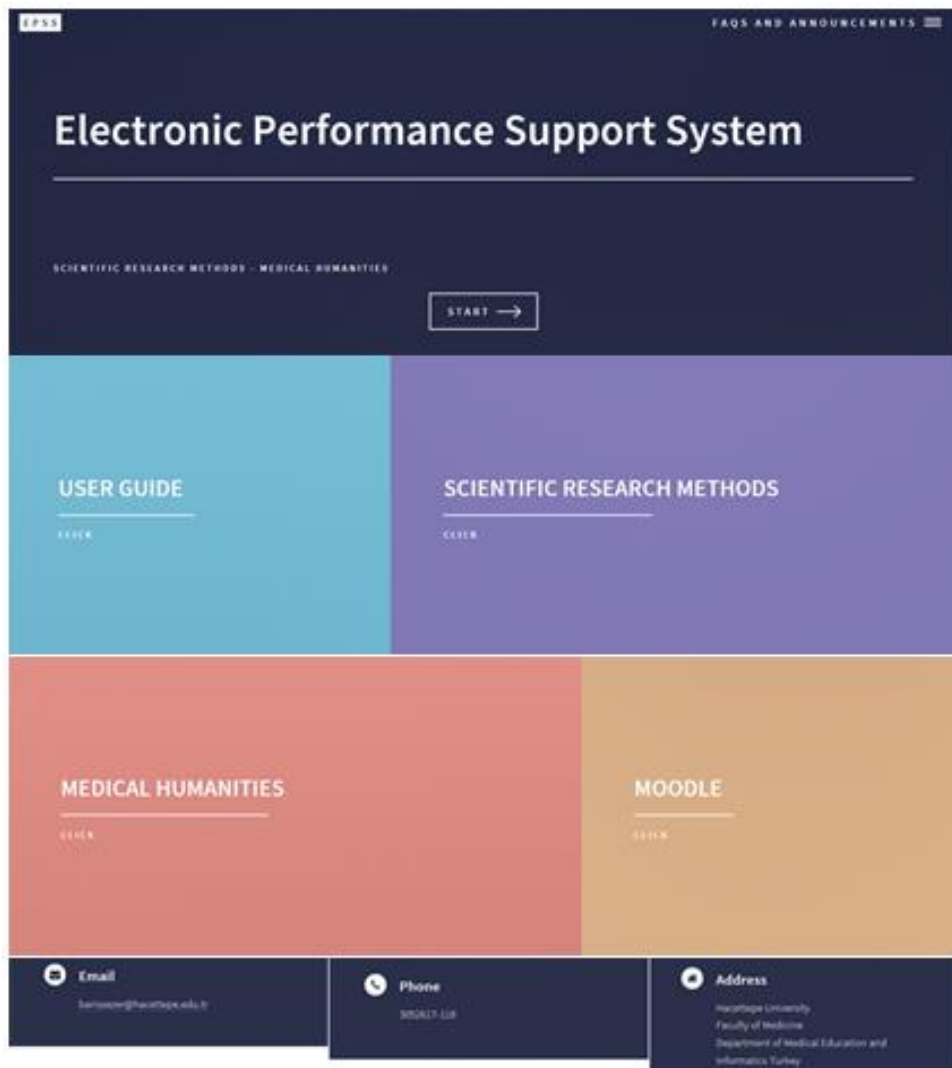 EPSS
FAQS AND ANNOUNCEMENTS
Electronic Performance Support System
SCIENTIFIC RESEARCH METHODS - MEDICAL HUMANITIES
START
USER GUIDE
CLICK
SCIENTIFIC RESEARCH METHODS
CLICK
MEDICAL HUMANITIES
CLICK
MOODLE
CLICK
Email
Phone
Address
Hacettepe University
Faculty of Medicine
Department of Medical Education and
Informatics Turkey